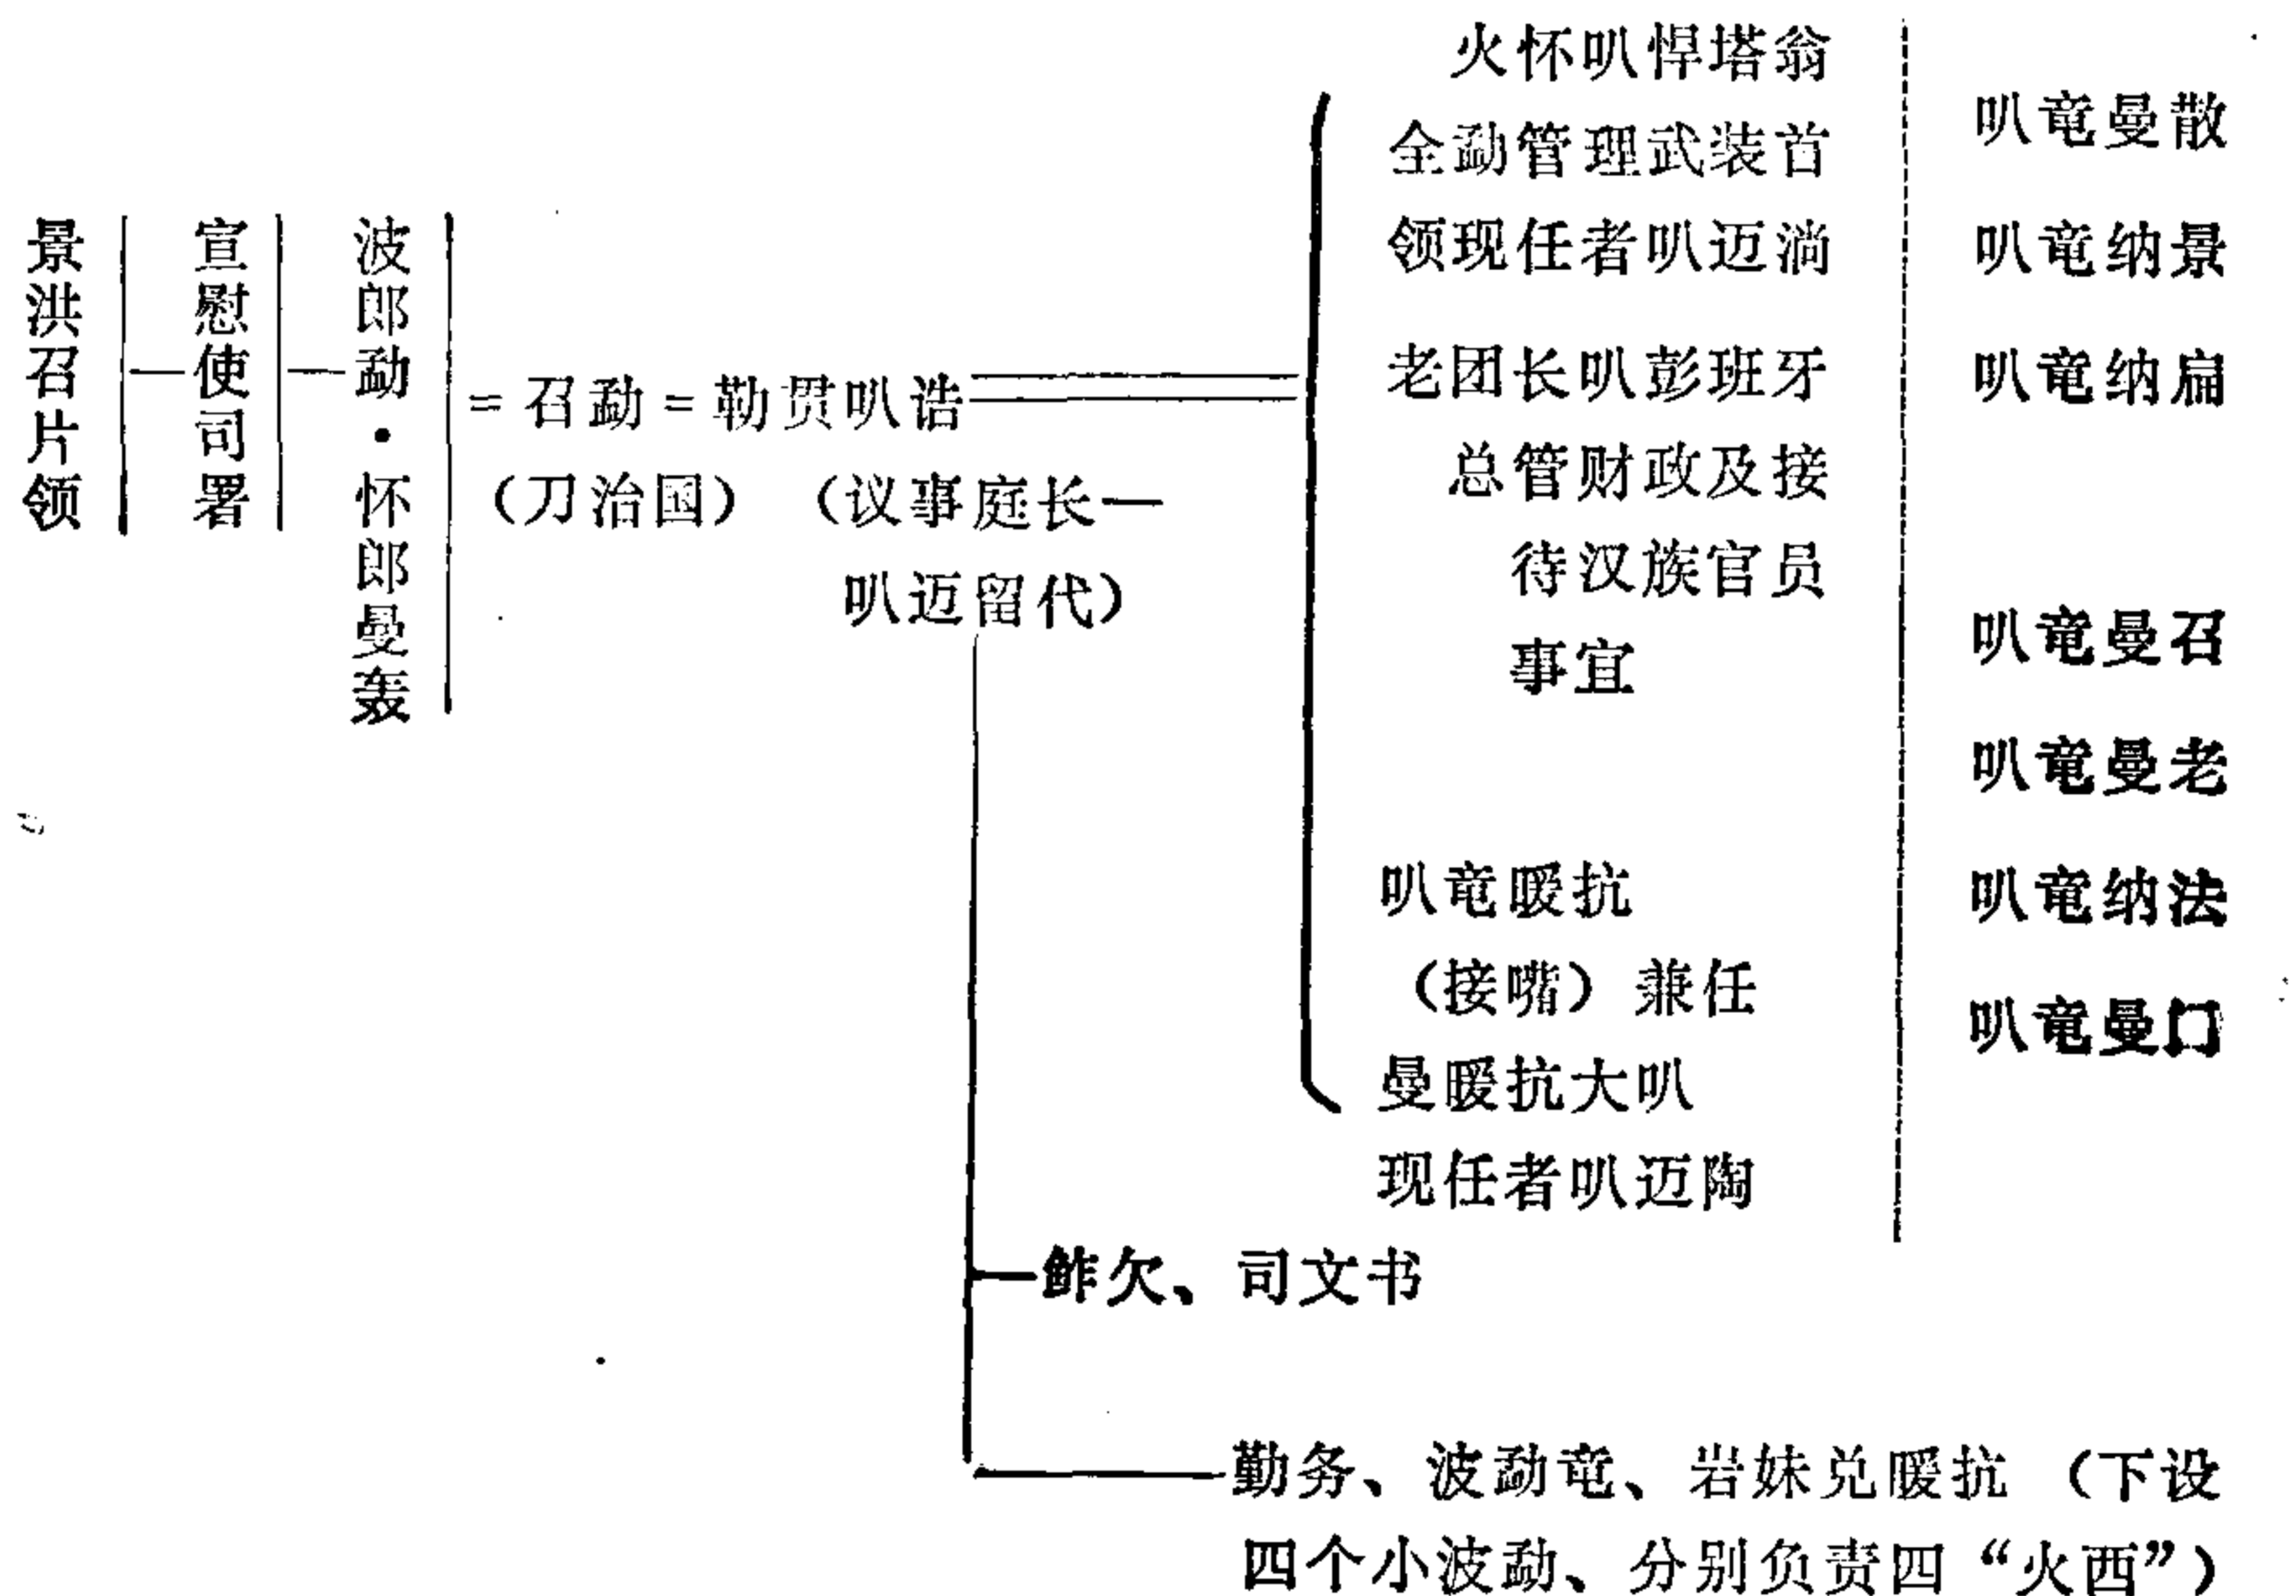 景洪召片领
宣慰使司署
波郎勐·怀郎曼轰
=召勐=勒贯叭诰
（刀治国）（议事庭长—
叭迈留代）
火怀叭悍塔翁
全勐管理武装首
领现任者叭迈淌
老团长叭彭班牙
总管财政及接
待汉族官员
事宜
叭竜暖抗
（接嘴）兼任
曼暖抗大叭
现任者叭迈陶
叭竜曼散
叭竜纳景
叭竜纳扁
叭竜曼召
叭竜曼老
叭竜纳法
叭竜曼门
鲊欠、司文书
勤务、波勐竜、岩妹兑暖抗（下设
四个小波勐、分别负责四“火西”）